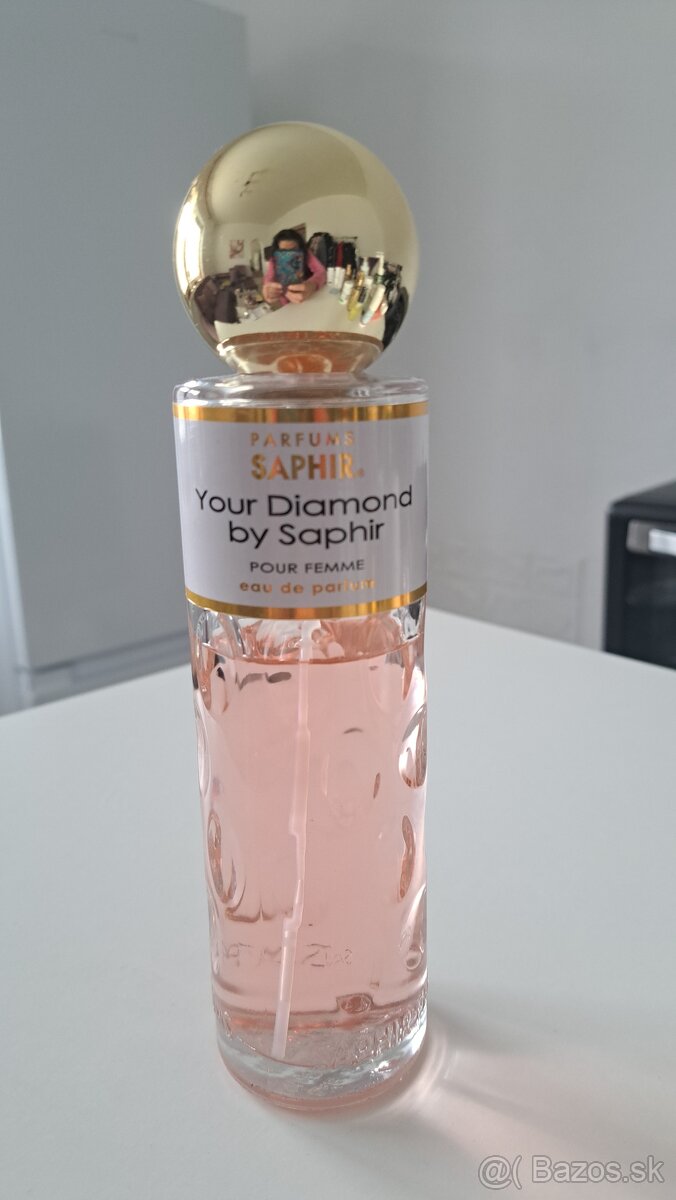 PARFUMS
SAPHIR.
Your Diamond
by Saphir
POUR FEMME
eau de parfum
@( Bazos.sk